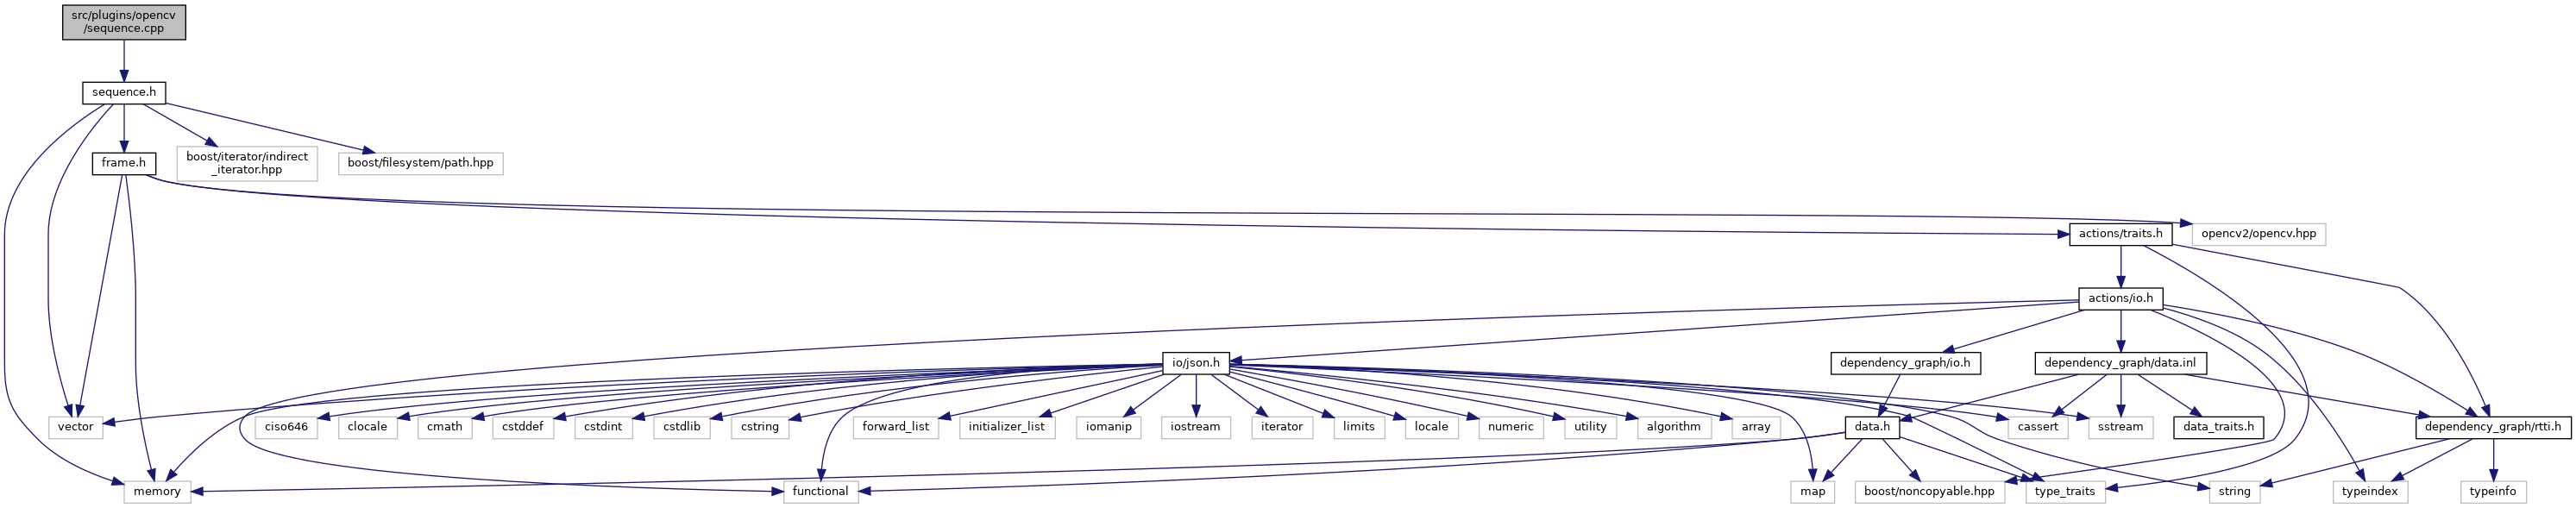 src/plugins/opencv
/sequence.cpp
sequence.h
frame.h
boost/iterator/indirect
_iterator.hpp
boost/filesystem/path.hpp
actions/traits.h
opencv2/opencv.hpp
actions/io.h
io/json.h
dependency_graph/io.h
dependency_graph/data.inl
vector
ciso646
clocale
cmath
cstddef
cstdint
cstdlib
cstring
forward_list
initializer_list
iomanip
iostream
iterator
limits
locale
numeric
utility
algorithm
array
data.h
cassert
sstream
data_traits.h
dependency_graph/rtti.h
memory
functional
map
boost/noncopyable.hpp
type_traits
string
typeindex
typeinfo